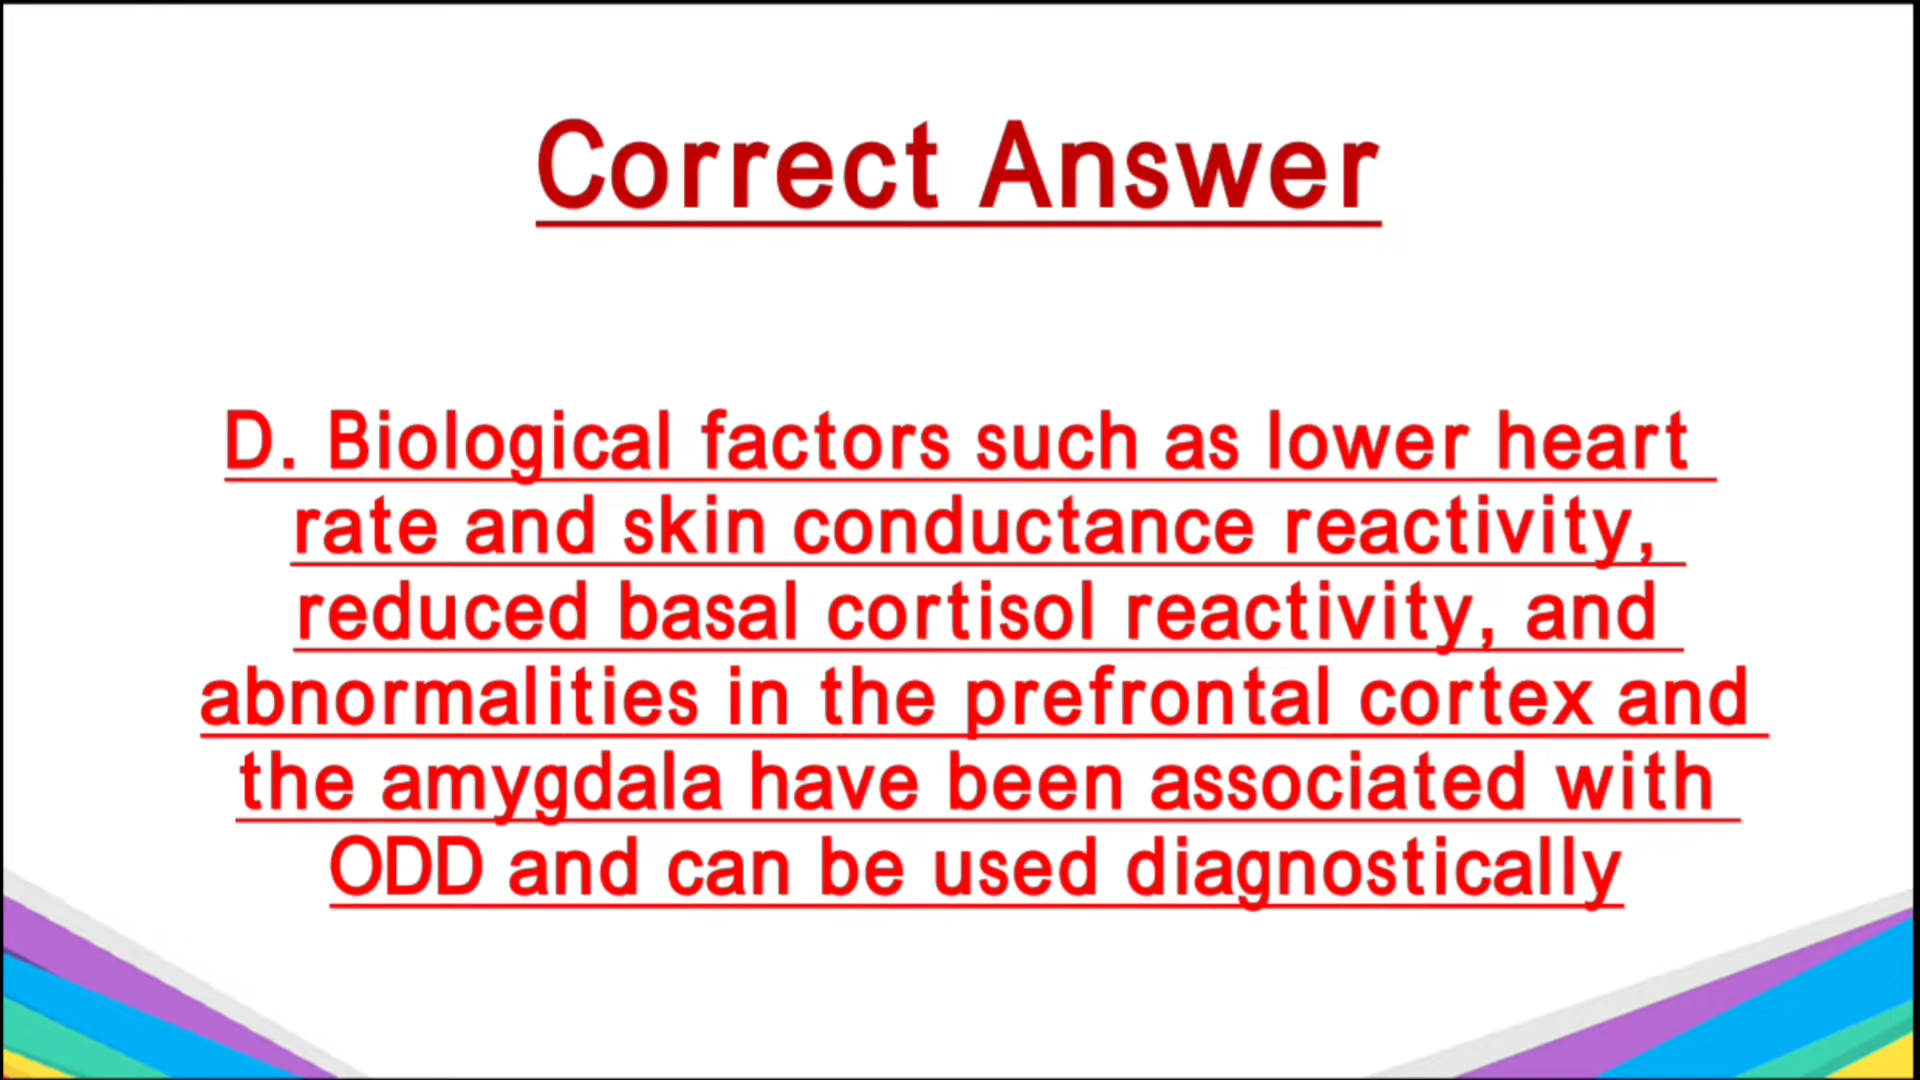 Correct Answer
D. Biological factors such as lower heart
rate and skin conductance reactivity,
reduced basal cortisol reactivity, and
abnormalities in the prefrontal cortex and
the amygdala have been associated with
ODD and can be used diagnostically